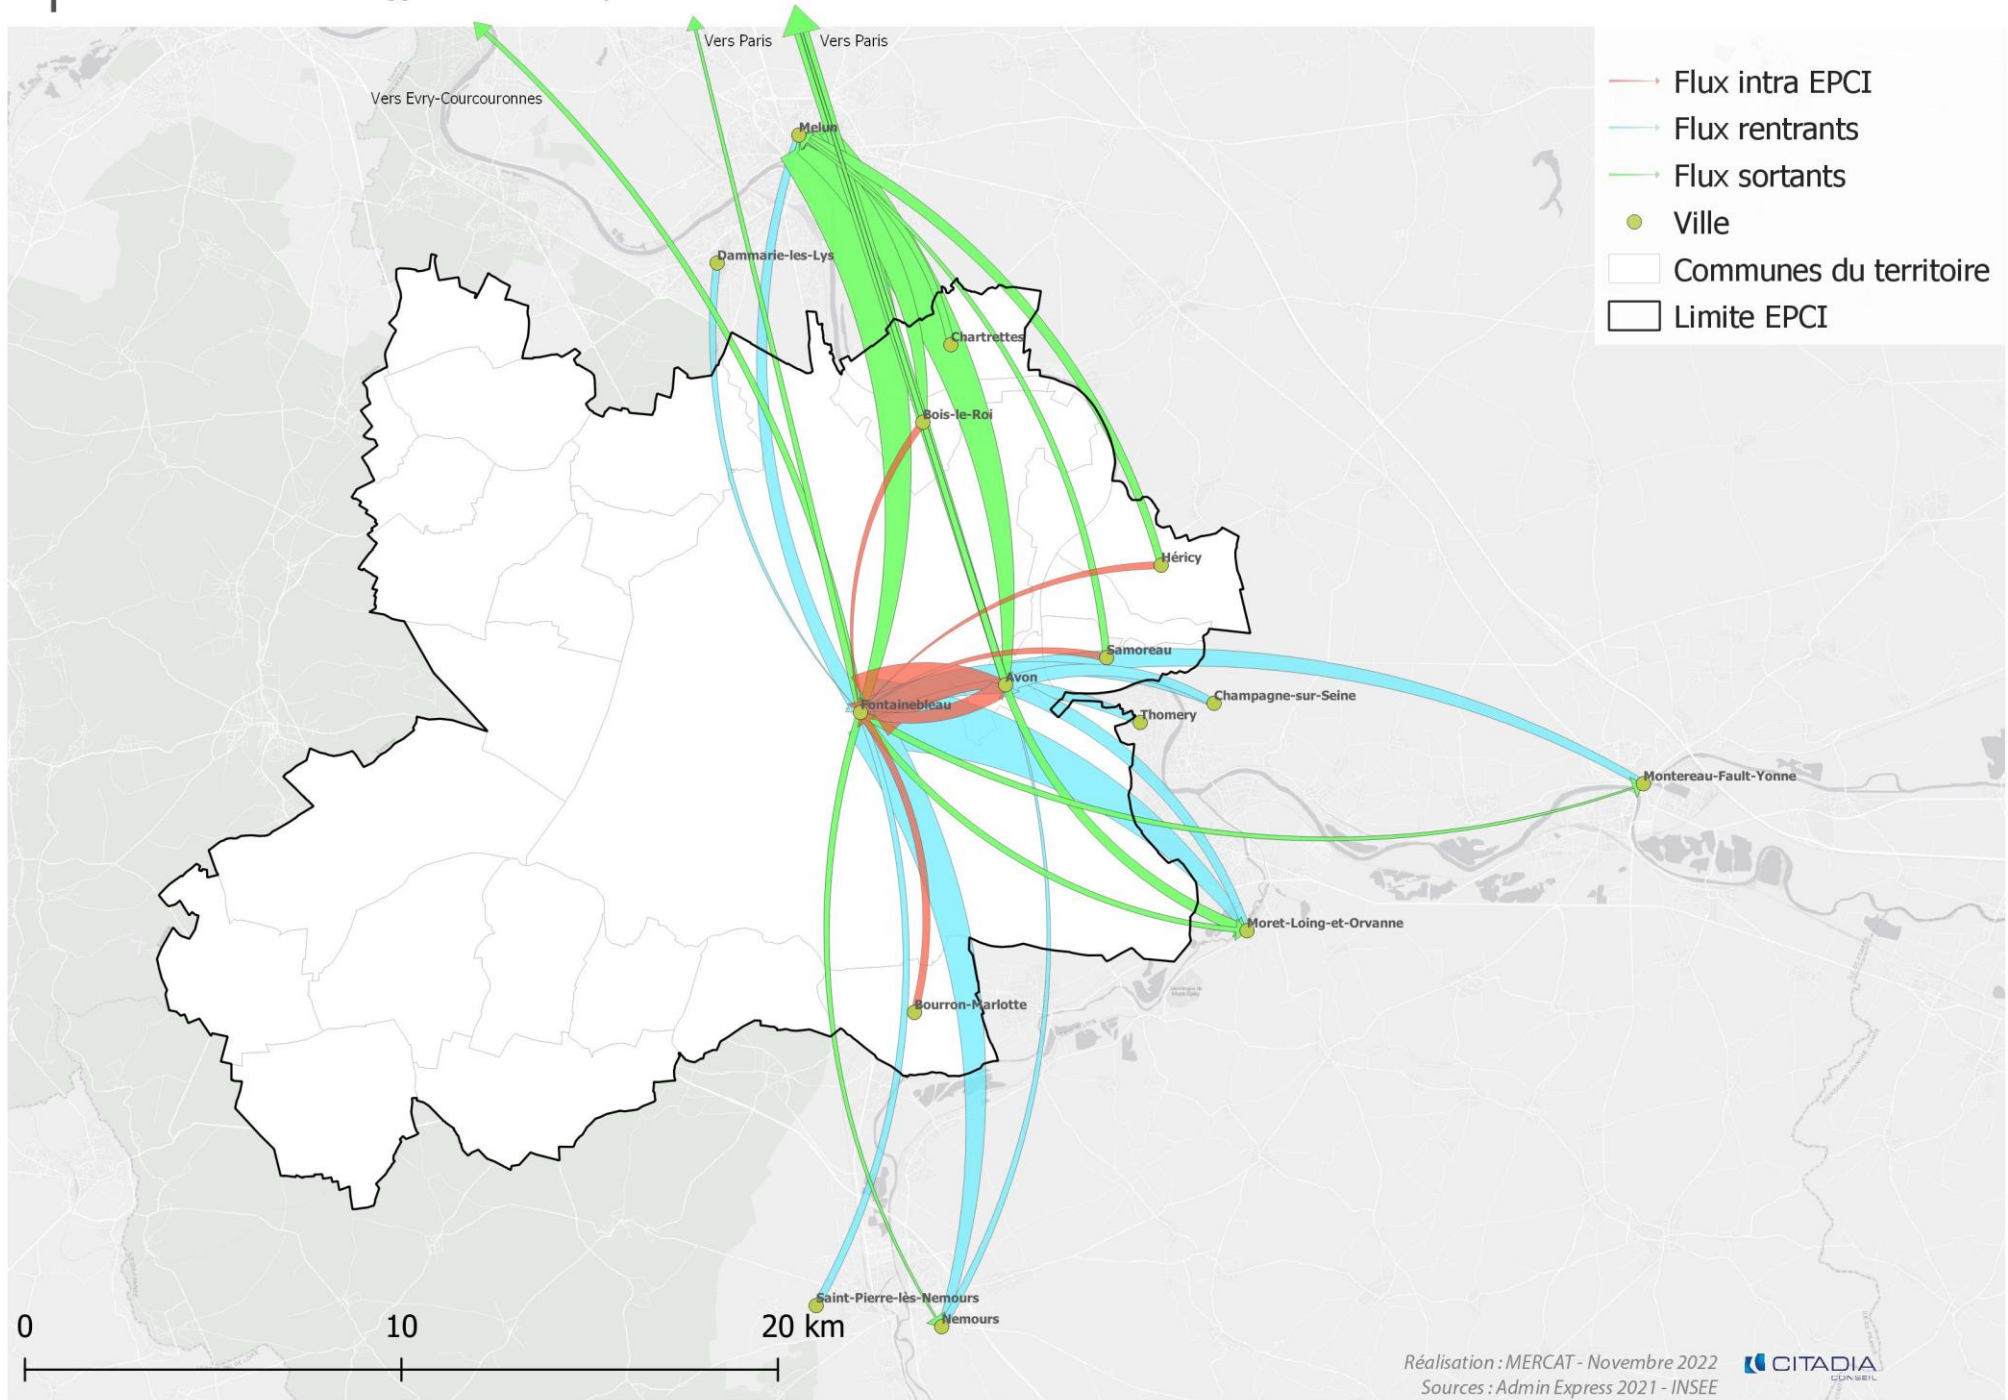 Vers Paris
Vers Paris
Vers Evry-Courcouronnes
Flux intra EPCI
Flux rentrants
Flux sortants
Ville
Communes du territoire
Limite EPCI
Melun
Dammarie-les-Lys
Chartrettes
Bois-le-Roi
Héricy
Samoreau
Avon
Champagne-sur-Seine
Fontainebleau
Thomery
Montereau-Fault-Yonne
Moret-Loing-et-Orvanne
Bourron-Marlotte
Saint-Pierre-lès-Nemours
Nemours
0 10 20 km
Réalisation : MERCAT - Novembre 2022
Sources : Admin Express 2021 - INSEE
CITADIA
CONSEIL